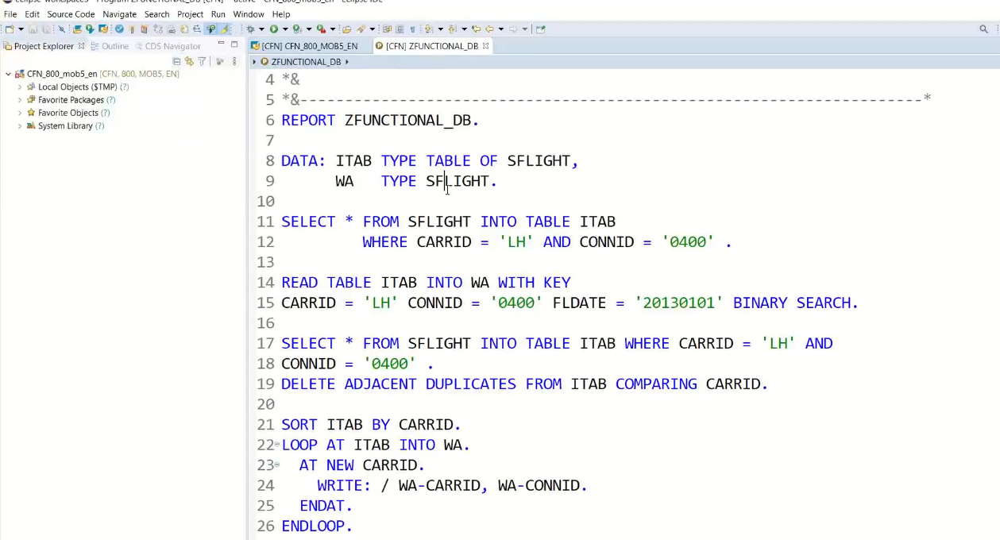 File Edit Source Code Navigate Search Project Run Window Help
Project Explorer Outline CDS Navigator
[CFN] CFN_800_MOB5_EN [CFN] ZFUNCTIONAL_DB
ZFUNCTIONAL_DB
CFN_800_mob5_en [CFN, 800, MOB5, EN]
Local Objects ($TMP) (?)
Favorite Packages (?)
Favorite Objects (?)
System Library (?)
4 *&
5 *&---------------------------------------------------------------------*
6 REPORT ZFUNCTIONAL_DB.
7
8 DATA: ITAB TYPE TABLE OF SFLIGHT,
9 WA TYPE SFLIGHT.
10
11 SELECT * FROM SFLIGHT INTO TABLE ITAB
12 WHERE CARRID = 'LH' AND CONNID = '0400' .
13
14 READ TABLE ITAB INTO WA WITH KEY
15 CARRID = 'LH' CONNID = '0400' FLDATE = '20130101' BINARY SEARCH.
16
17 SELECT * FROM SFLIGHT INTO TABLE ITAB WHERE CARRID = 'LH' AND
18 CONNID = '0400' .
19 DELETE ADJACENT DUPLICATES FROM ITAB COMPARING CARRID.
20
21 SORT ITAB BY CARRID.
22 LOOP AT ITAB INTO WA.
23 AT NEW CARRID.
24 WRITE: / WA-CARRID, WA-CONNID.
25 ENDAT.
26 ENDLOOP.